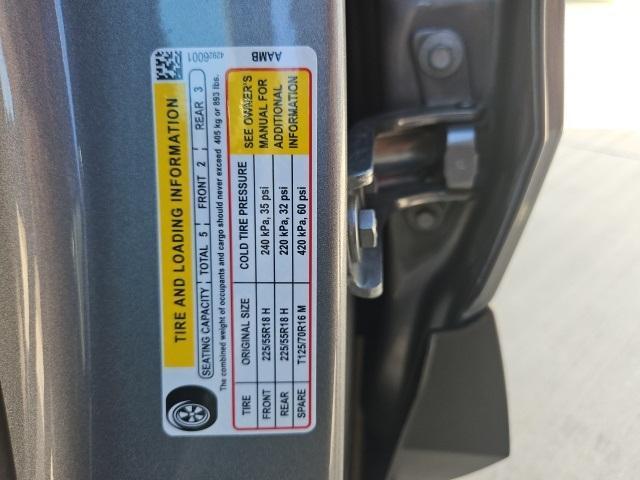 42926001 AAMB
TIRE AND LOADING INFORMATION
SEATING CAPACITY TOTAL 5 FRONT 2 REAR 3
The combined weight of occupants and cargo should never exceed 405 kg or 893 lbs.
TIRE ORIGINAL SIZE COLD TIRE PRESSURE
FRONT 225/55R18 H 240 kPa, 35 psi
REAR 225/55R18 H 220 kPa, 32 psi
SPARE T125/70R16 M 420 kPa, 60 psi
SEE OWNER'S
MANUAL FOR
ADDITIONAL
INFORMATION